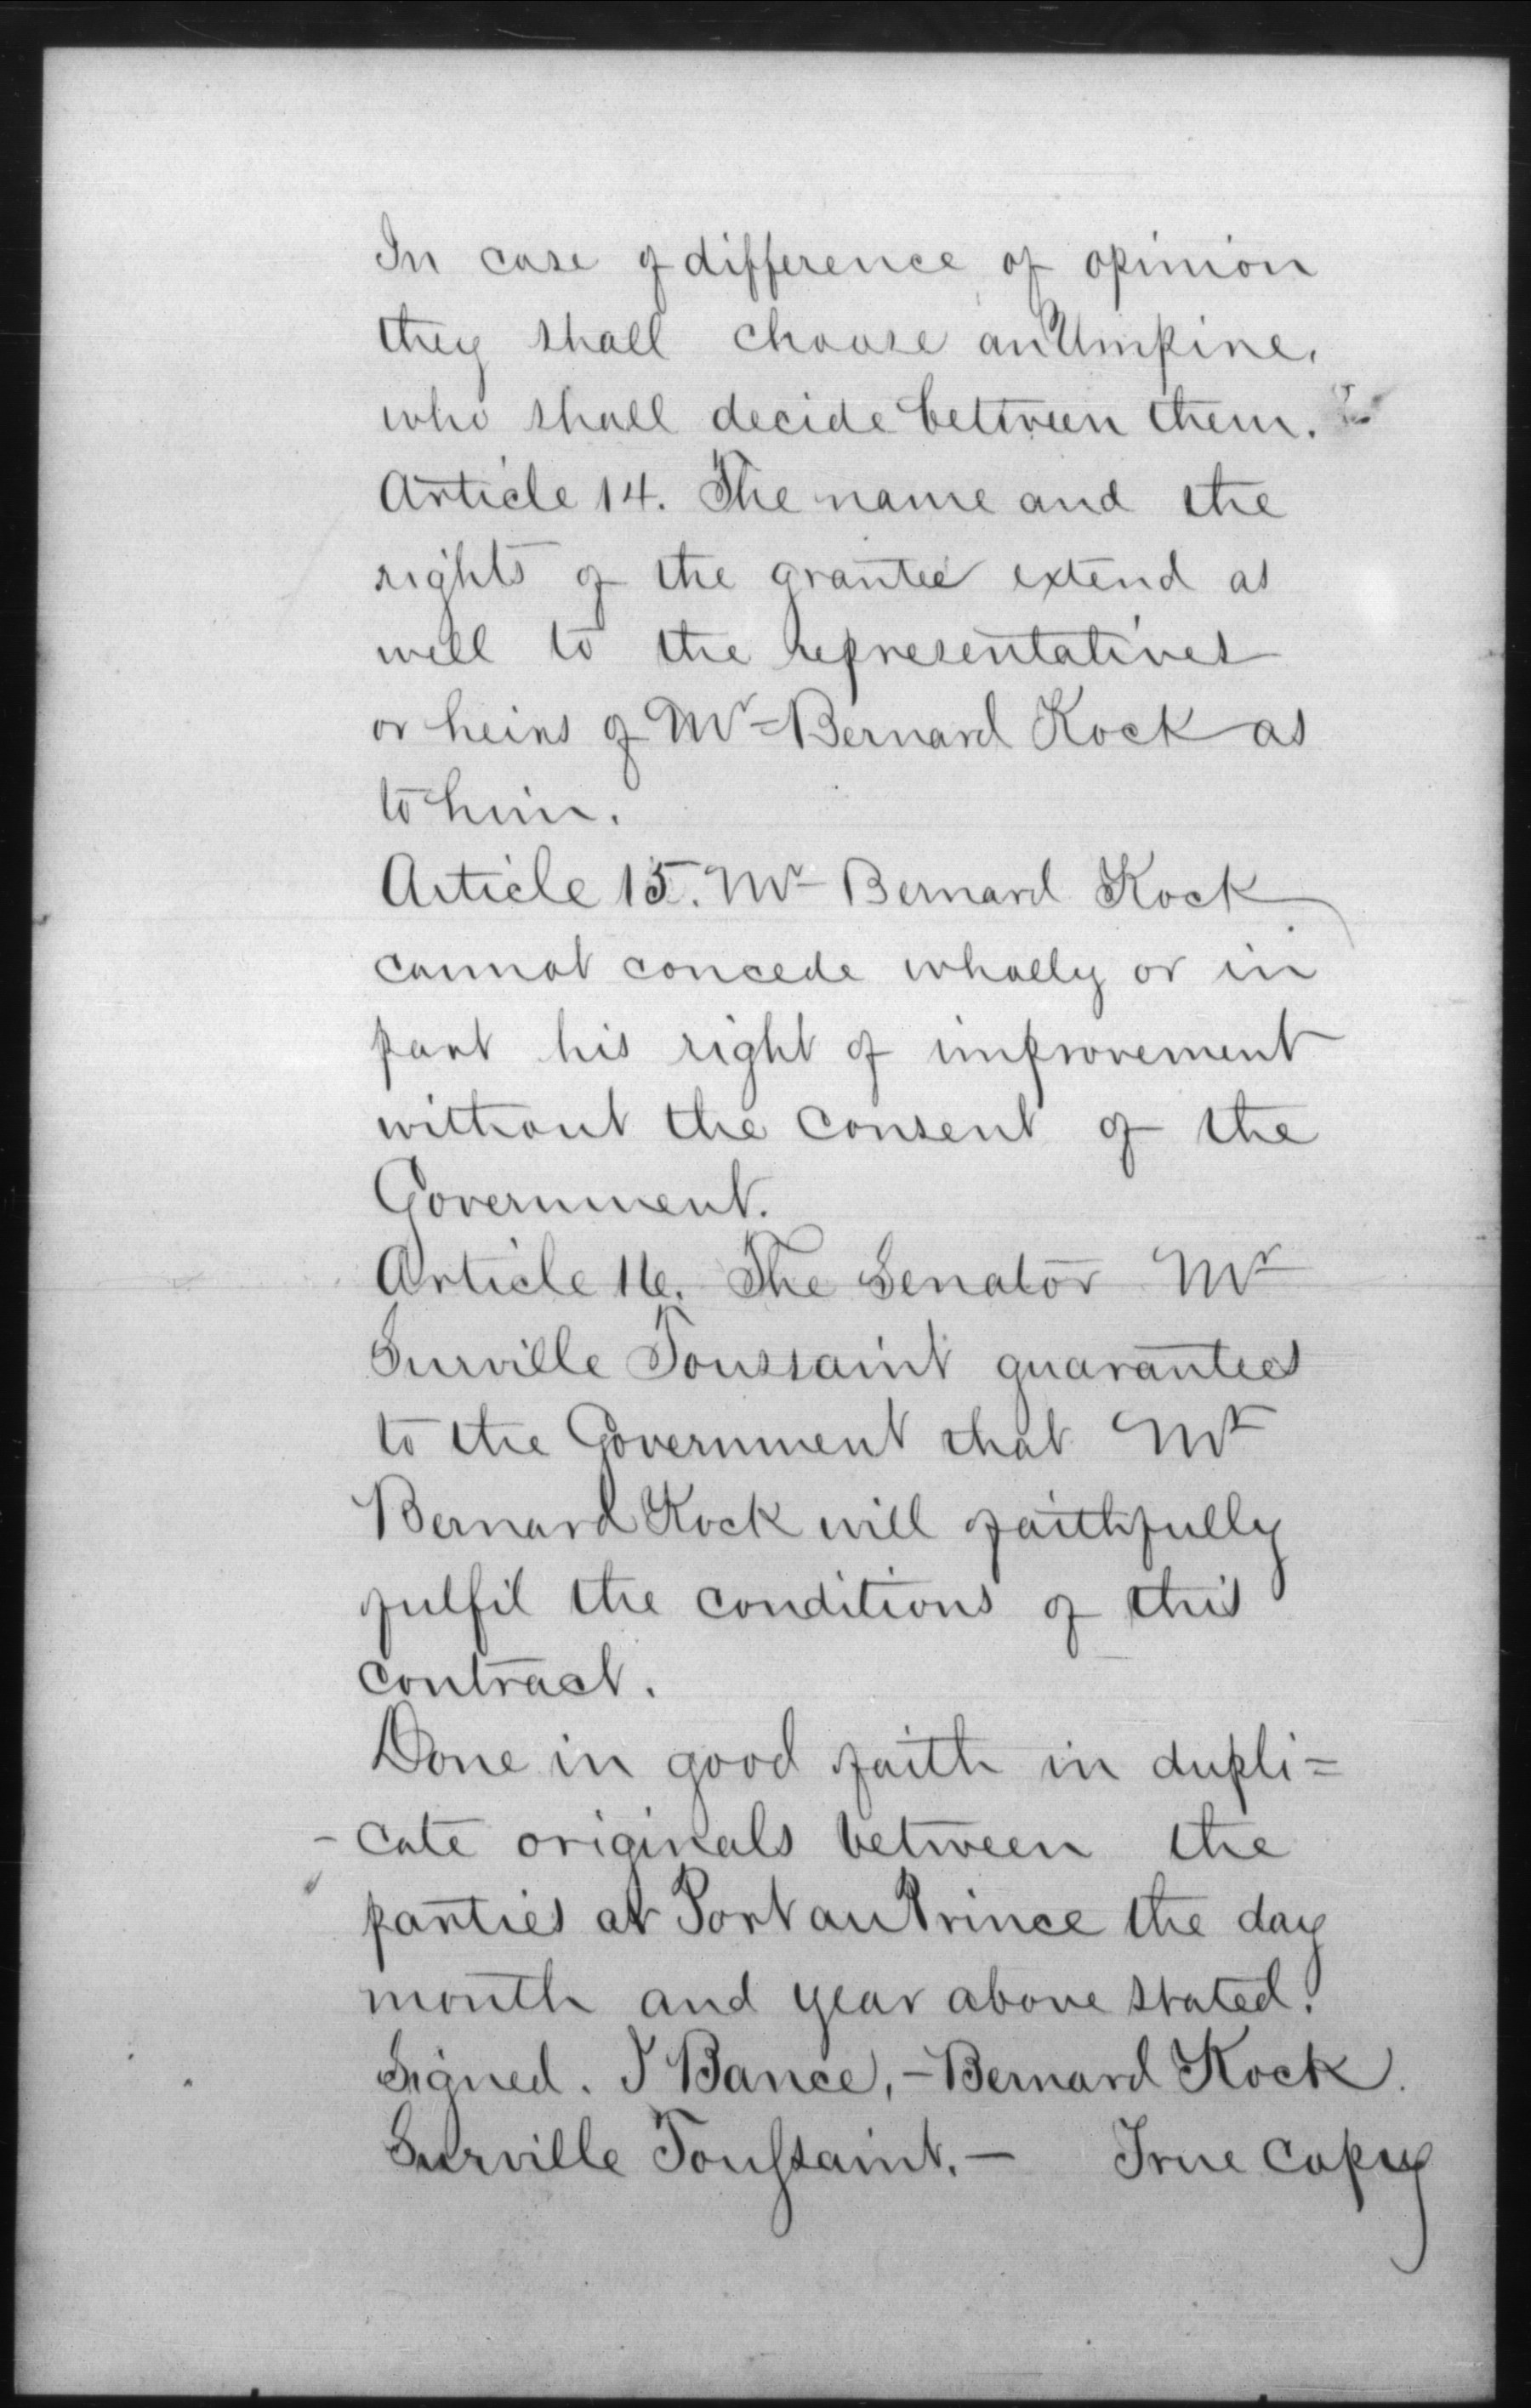 In case of difference of opinion
they shall choose an Umpire,
who shall decide between them.
Article 14. The name and the
rights of the grantee extend as
well to the representatives
or heirs of Mr Bernard Kock as
to him.
Article 15. Mr Bernard Kock
cannot concede wholly or in
part his right of improvement
without the consent of the
Government.
Article 16. The Senator Mr
Surville Toussaint guarantees
to the Government that Mr
Bernard Kock will faithfully
fulfil the conditions of this
contract.
Done in good faith in dupli=
-cate originals between the
parties at Port au Prince the day
month and year above stated.
Signed. J Bance, - Bernard Kock.
Surville Toussaint. — True Copy